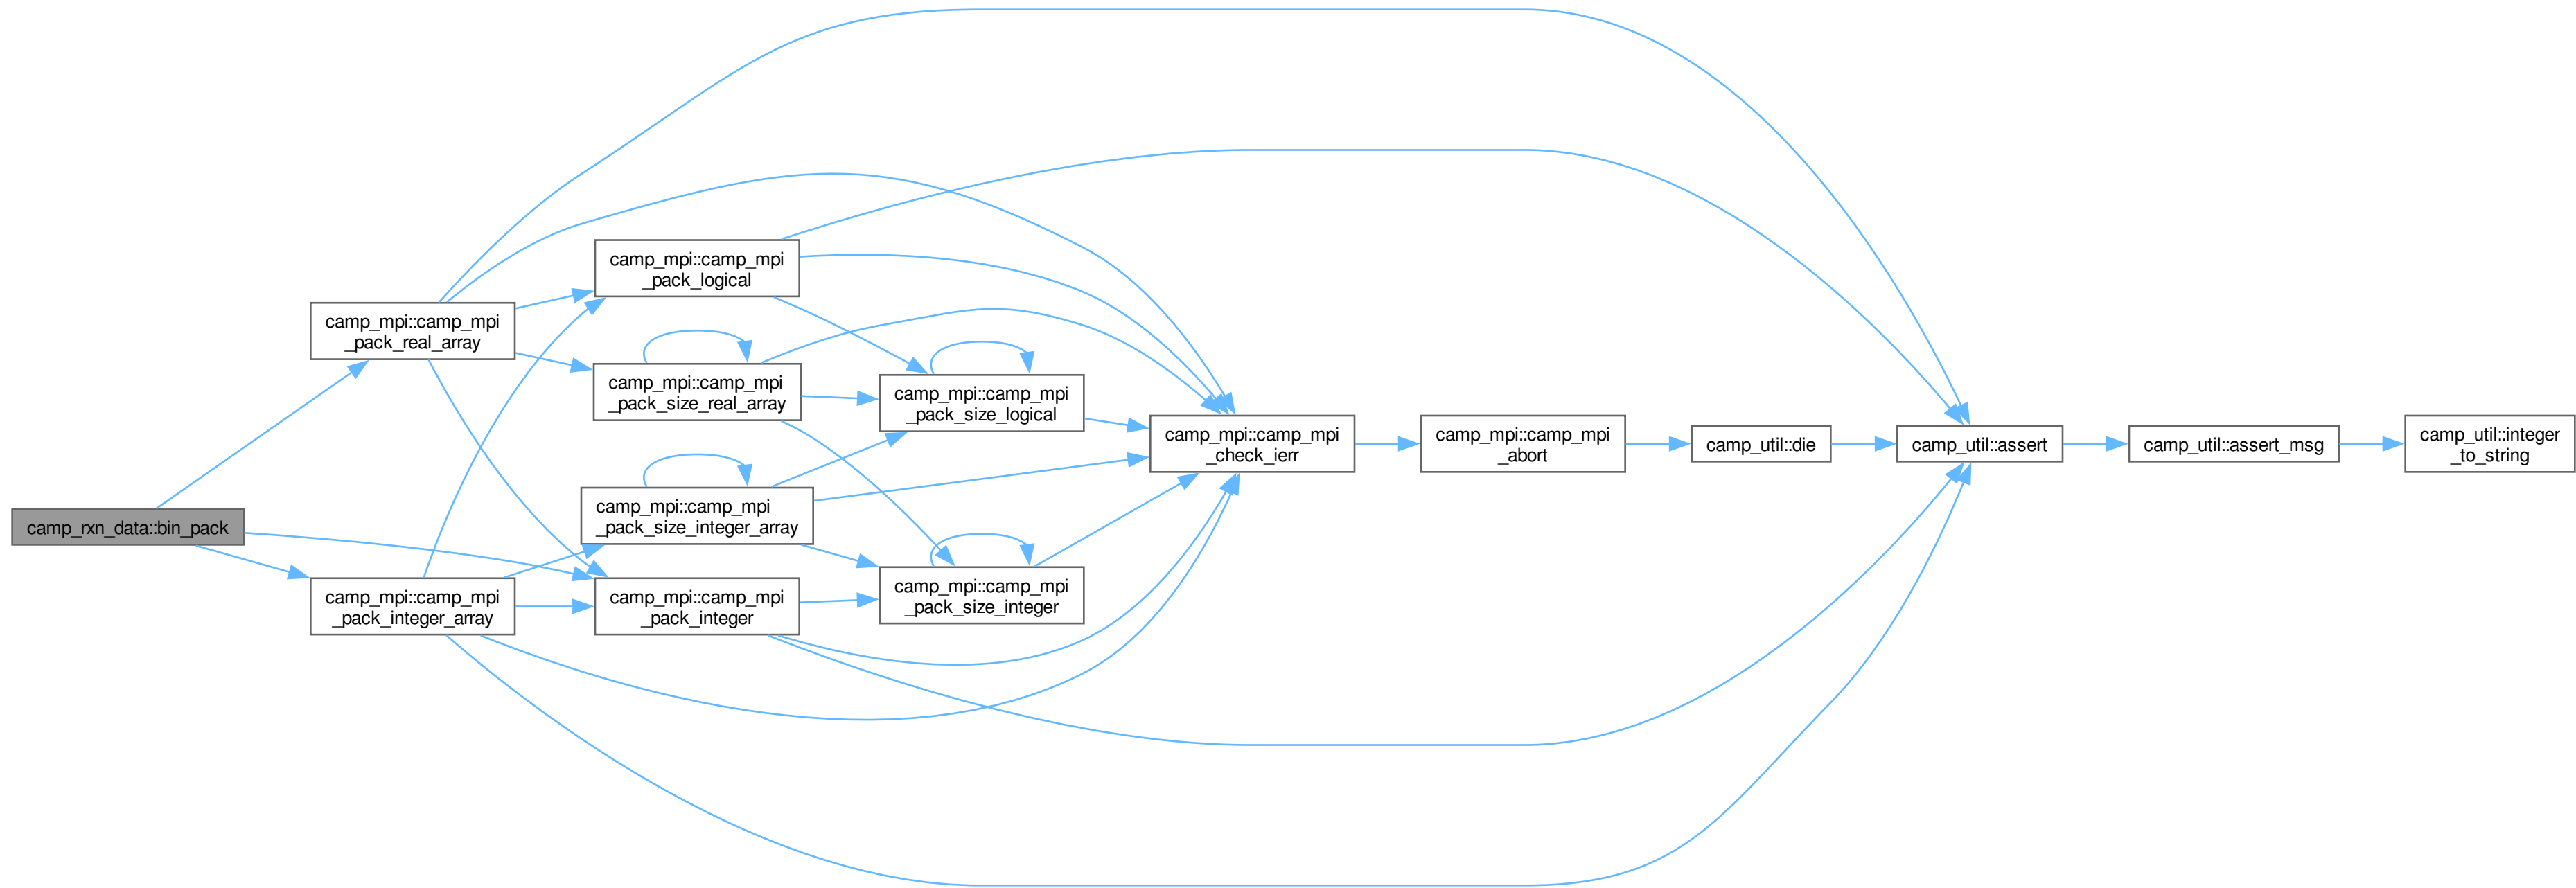 camp_rxn_data::bin_pack
camp_mpi::camp_mpi
_pack_real_array
camp_mpi::camp_mpi
_pack_integer_array
camp_mpi::camp_mpi
_pack_logical
camp_mpi::camp_mpi
_pack_size_real_array
camp_mpi::camp_mpi
_pack_size_integer_array
camp_mpi::camp_mpi
_pack_integer
camp_mpi::camp_mpi
_pack_size_logical
camp_mpi::camp_mpi
_pack_size_integer
camp_mpi::camp_mpi
_check_ierr
camp_mpi::camp_mpi
_abort
camp_util::die
camp_util::assert
camp_util::assert_msg
camp_util::integer
_to_string